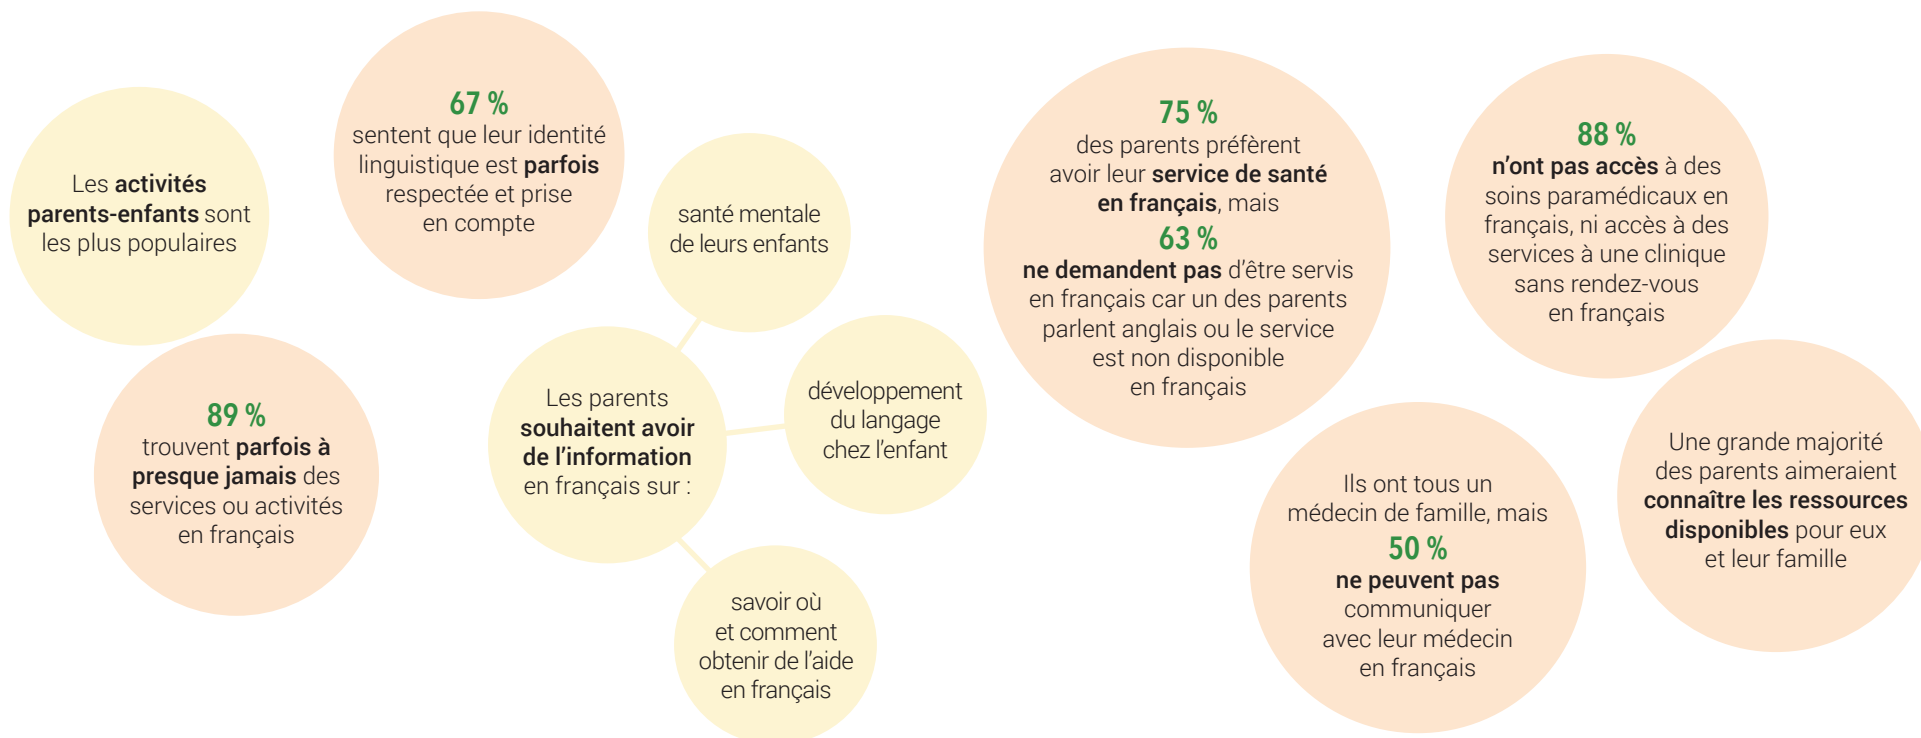 Les activités
parents-enfants sont
les plus populaires
67 %
sentent que leur identité
linguistique est parfois
respectée et prise
en compte
89 %
trouvent parfois à
presque jamais des
services ou activités
en français
Les parents
souhaitent avoir
de l’information
en français sur :
santé mentale
de leurs enfants
développement
du langage
chez l’enfant
savoir où
et comment
obtenir de l’aide
en français
75 %
des parents préfèrent
avoir leur service de santé
en français, mais
63 %
ne demandent pas d’être servis
en français car un des parents
parlent anglais ou le service
est non disponible
en français
88 %
n’ont pas accès à des
soins paramédicaux en
français, ni accès à des
services à une clinique
sans rendez-vous
en français
Ils ont tous un
médecin de famille, mais
50 %
ne peuvent pas
communiquer
avec leur médecin
en français
Une grande majorité
des parents aimeraient
connaître les ressources
disponibles pour eux
et leur famille